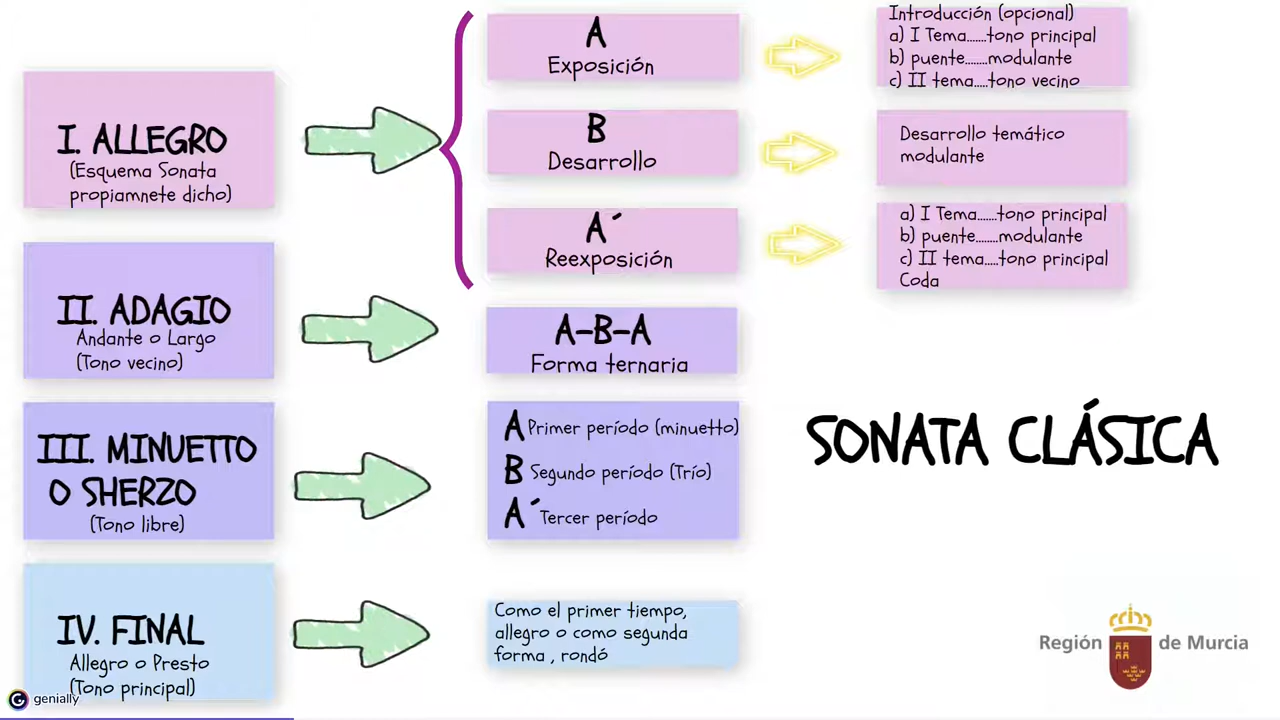 I. ALLEGRO
(Esquema Sonata
propiamnete dicho)
A
Exposición
Introducción (opcional)
a) I Tema......tono principal
b) puente........modulante
c) II tema.....tono vecino
B
Desarrollo
Desarrollo temático
modulante
A´
Reexposición
a) I Tema......tono principal
b) puente........modulante
c) II tema.....tono principal
Coda
II. ADAGIO
Andante o Largo
(Tono vecino)
A-B-A
Forma ternaria
III. MINUETTO
O SHERZO
(Tono libre)
A Primer período (minuetto)
B Segundo período (Trío)
A´ Tercer período
SONATA CLÁSICA
IV. FINAL
Allegro o Presto
(Tono principal)
Como el primer tiempo,
allegro o como segunda
forma , rondó
Región de Murcia
genially